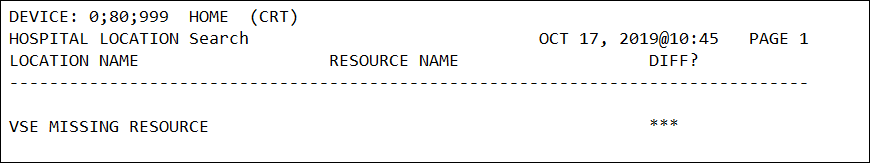 DEVICE: 0;80;999  HOME  (CRT)
HOSPITAL LOCATION Search                             OCT 17, 2019@10:45   PAGE 1
LOCATION NAME                   RESOURCE NAME                   DIFF?
--------------------------------------------------------------------------------
VSE MISSING RESOURCE                                            ***